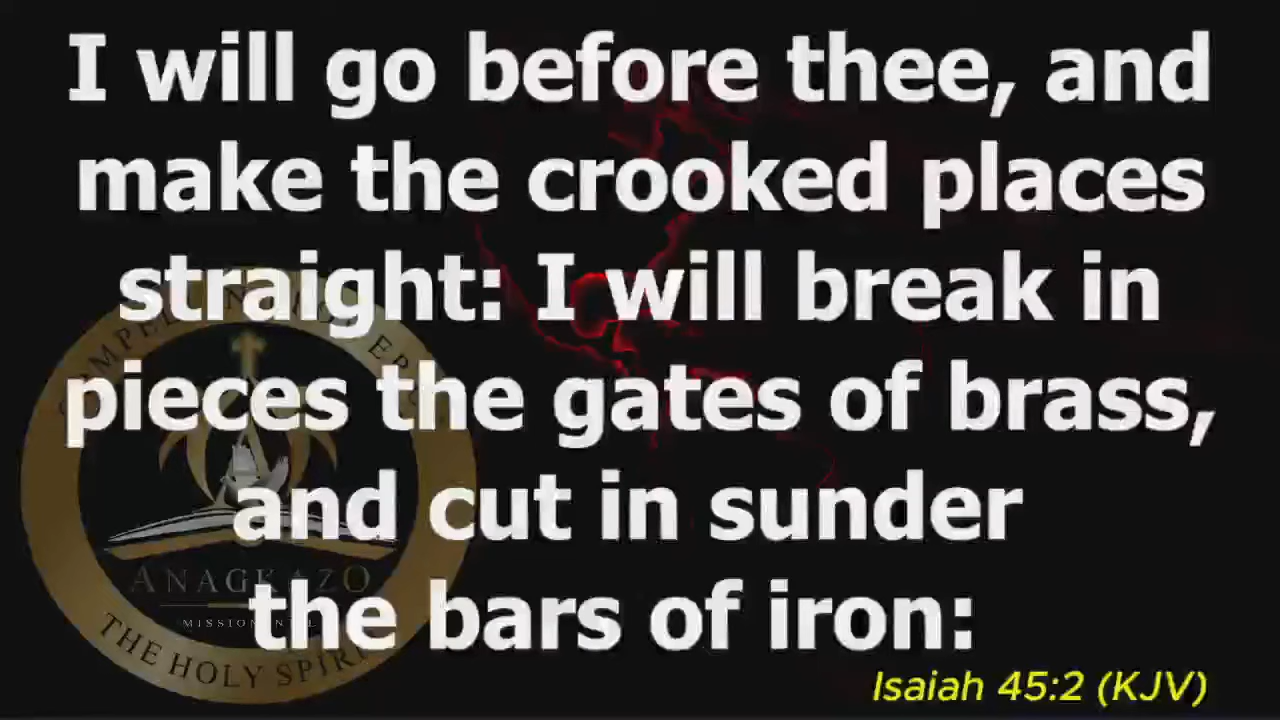 I will go before thee, and
make the crooked places
straight: I will break in
pieces the gates of brass,
and cut in sunder
the bars of iron:
Isaiah 45:2 (KJV)
ANAGKAZO
THE HOLY SPIRIT